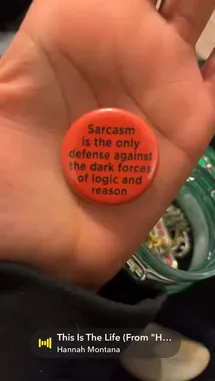 Sarcasm
is the only
defense against
the dark forces
of logic and
reason
This Is The Life (From "H...
Hannah Montana